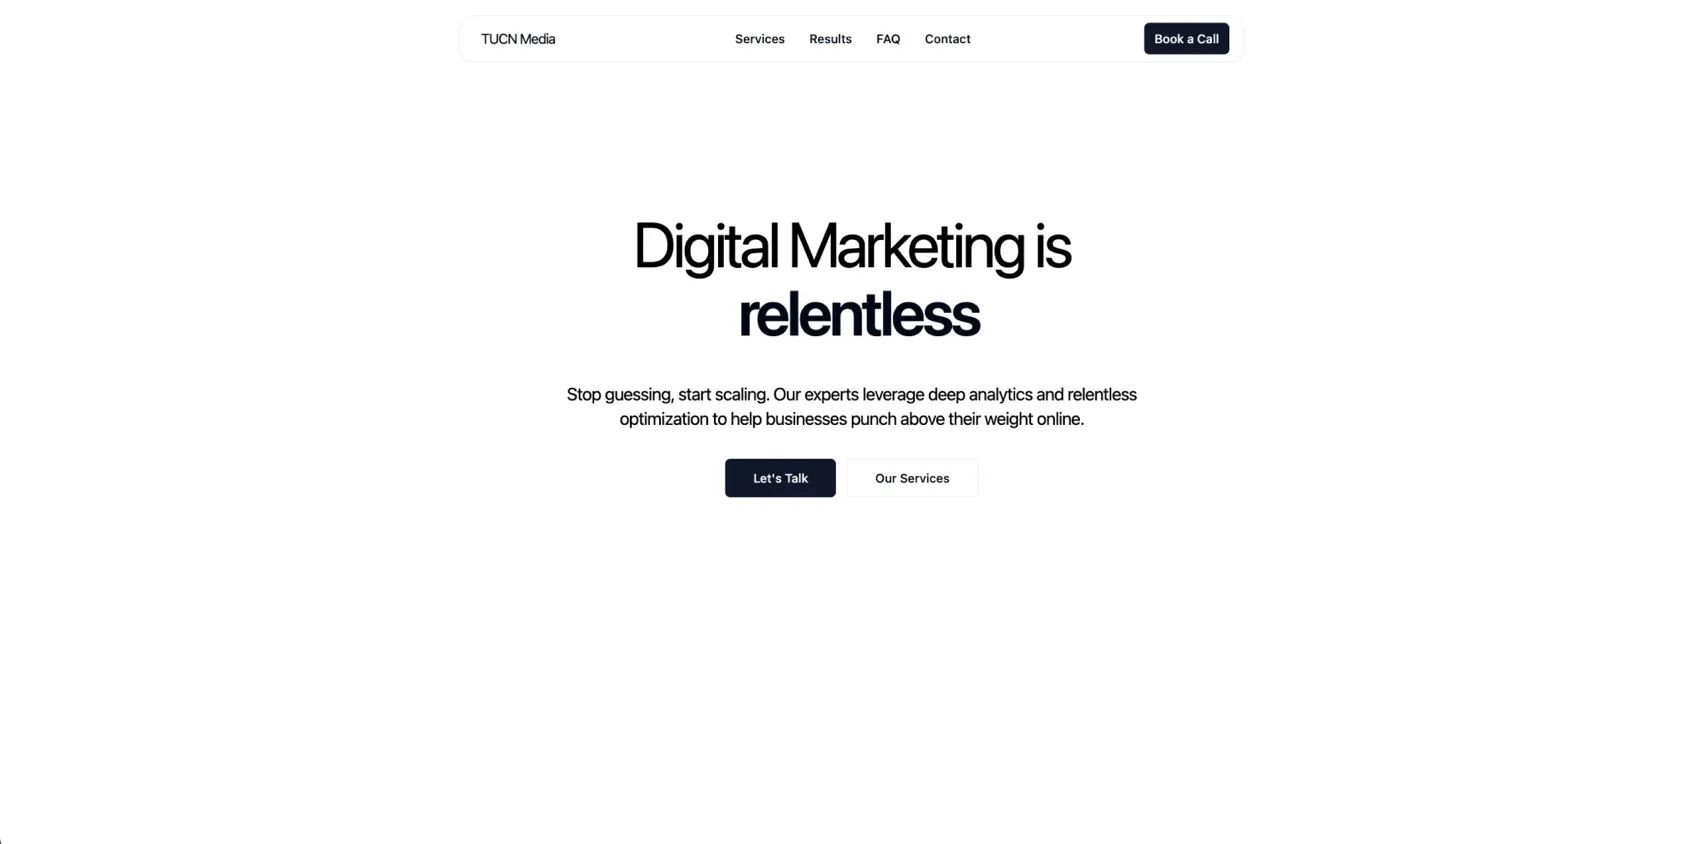 TUCN Media
Services
Results
FAQ
Contact
Book a Call
Digital Marketing is
relentless
Stop guessing, start scaling. Our experts leverage deep analytics and relentless
optimization to help businesses punch above their weight online.
Let's Talk
Our Services